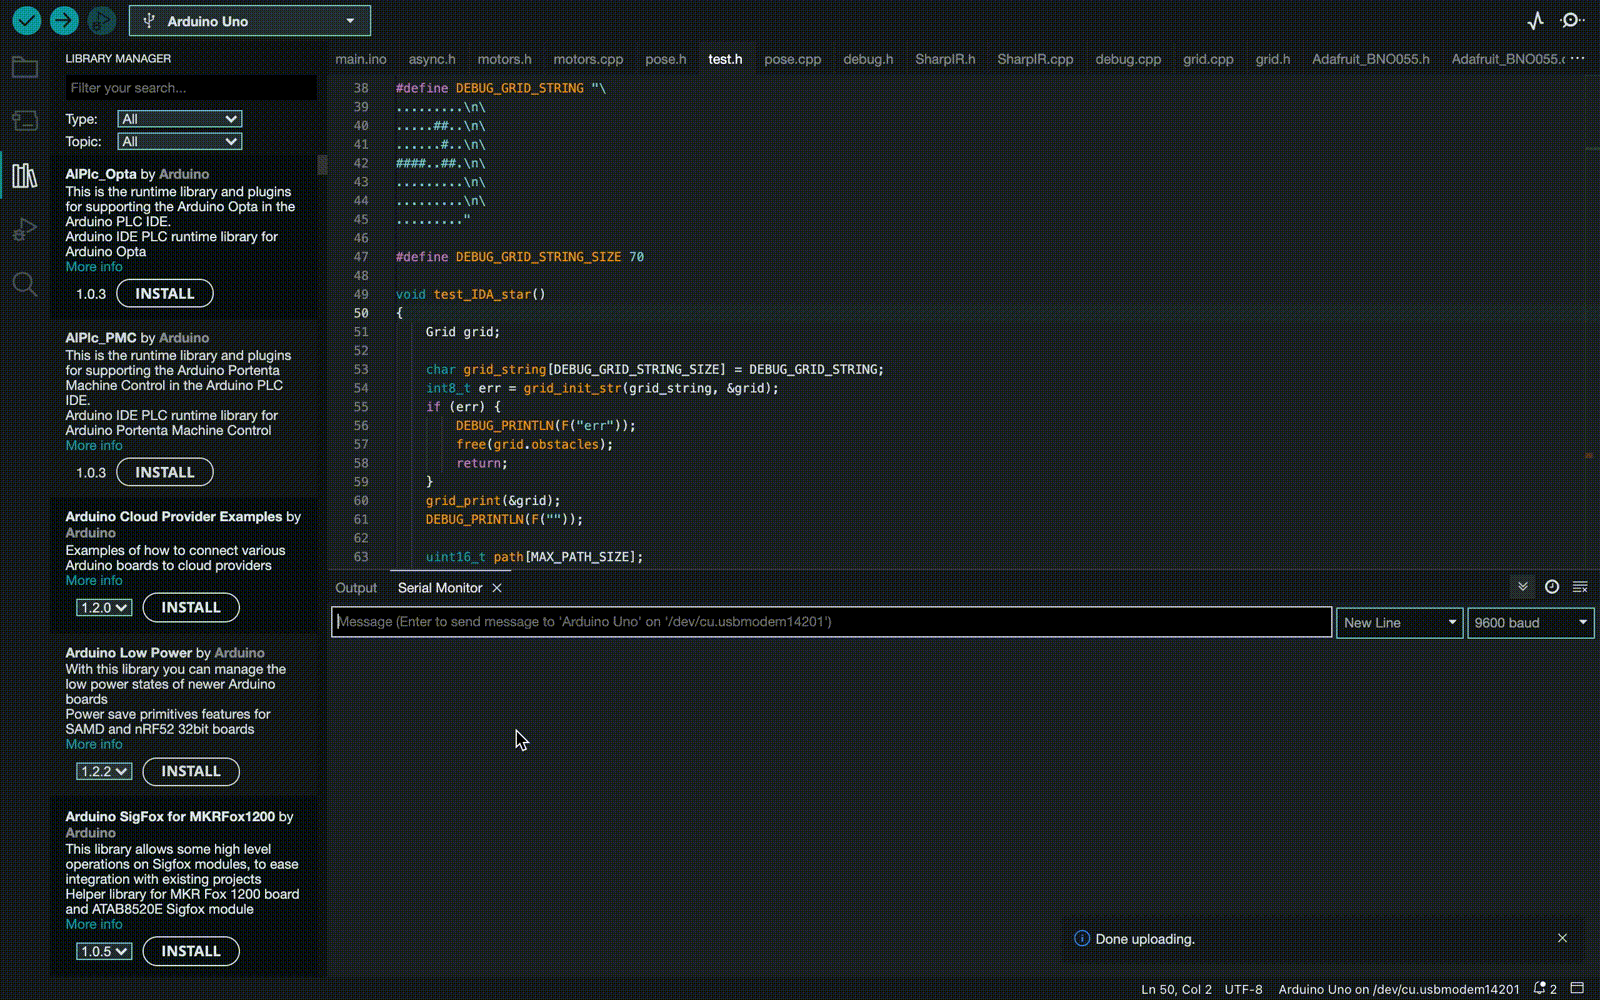 Arduino Uno
LIBRARY MANAGER
Filter your search...
Type: All
Topic: All
AIPlc_Opta by Arduino
This is the runtime library and plugins
for supporting the Arduino Opta in the
Arduino PLC IDE.
Arduino IDE PLC runtime library for
Arduino Opta
More info
1.0.3 INSTALL
AIPlc_PMC by Arduino
This is the runtime library and plugins
for supporting the Arduino Portenta
Machine Control in the Arduino PLC
IDE.
Arduino IDE PLC runtime library for
Arduino Portenta Machine Control
More info
1.0.3 INSTALL
Arduino Cloud Provider Examples by
Arduino
Examples of how to connect various
Arduino boards to cloud providers
More info
1.2.0 INSTALL
Arduino Low Power by Arduino
With this library you can manage the
low power states of newer Arduino
boards
Power save primitives features for
SAMD and nRF52 32bit boards
More info
1.2.2 INSTALL
Arduino SigFox for MKRFox1200 by
Arduino
This library allows some high level
operations on Sigfox modules, to ease
integration with existing projects
Helper library for MKR Fox 1200 board
and ATAB8520E Sigfox module
More info
1.0.5 INSTALL
main.ino async.h motors.h motors.cpp pose.h test.h pose.cpp debug.h SharpIR.h SharpIR.cpp debug.cpp grid.cpp grid.h Adafruit_BNO055.h Adafruit_BNO055.c ...
38 #define DEBUG_GRID_STRING "\
39 .........\n\
40 .....##..\n\
41 ......#..\n\
42 ####..##.\n\
43 .........\n\
44 .........\n\
45 ........."
46
47 #define DEBUG_GRID_STRING_SIZE 70
48
49 void test_IDA_star()
50 {
51 Grid grid;
52
53 char grid_string[DEBUG_GRID_STRING_SIZE] = DEBUG_GRID_STRING;
54 int8_t err = grid_init_str(grid_string, &grid);
55 if (err) {
56 DEBUG_PRINTLN(F("err"));
57 free(grid.obstacles);
58 return;
59 }
60 grid_print(&grid);
61 DEBUG_PRINTLN(F(""));
62
63 uint16_t path[MAX_PATH_SIZE];
Output Serial Monitor
Message (Enter to send message to 'Arduino Uno' on '/dev/cu.usbmodem14201')
New Line 9600 baud
Done uploading.
Ln 50, Col 2 UTF-8 Arduino Uno on /dev/cu.usbmodem14201 2